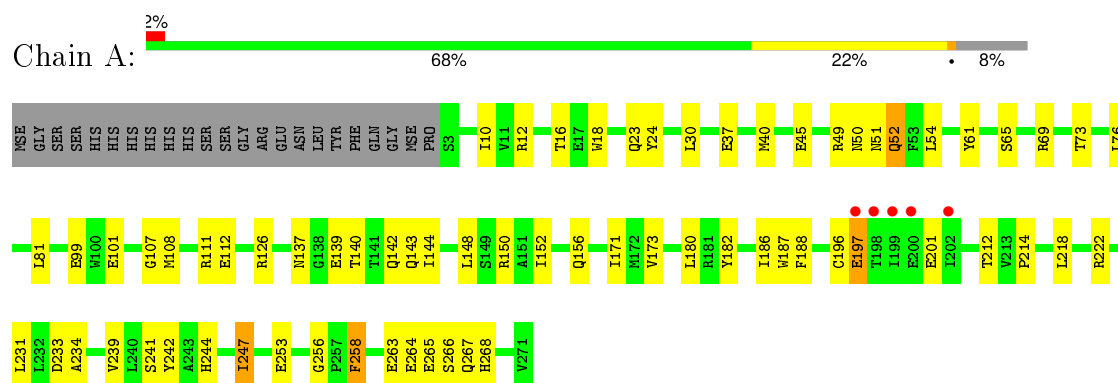 2%
Chain A:
68% 22% • 8%
MSE GLY SER SER HIS HIS HIS HIS HIS HIS SER SER GLY ARG GLU ASN LEU TYR PHE GLN GLY MSE PRO S3 I10 V11 R12 T16 E17 W18 Q23 Y24 L30 E37 M40 E45 R49 N50 N51 Q52 F53 L54 Y61 S65 R69 T73 L76
L81 E99 W100 E101 G107 M108 R111 E112 R126 N137 G138 E139 T140 T141 Q142 Q143 I144 L148 S149 R150 A151 I152 Q156 I171 M172 V173 L180 R181 Y182 I186 W187 F188 C196 E197 T198 I199 E200 E201 I202 T212 V213 P214 L218 R222
L231 L232 D233 A234 V239 L240 S241 Y242 A243 H244 I247 E253 G256 P257 F258 E263 E264 E265 S266 Q267 H268 V271